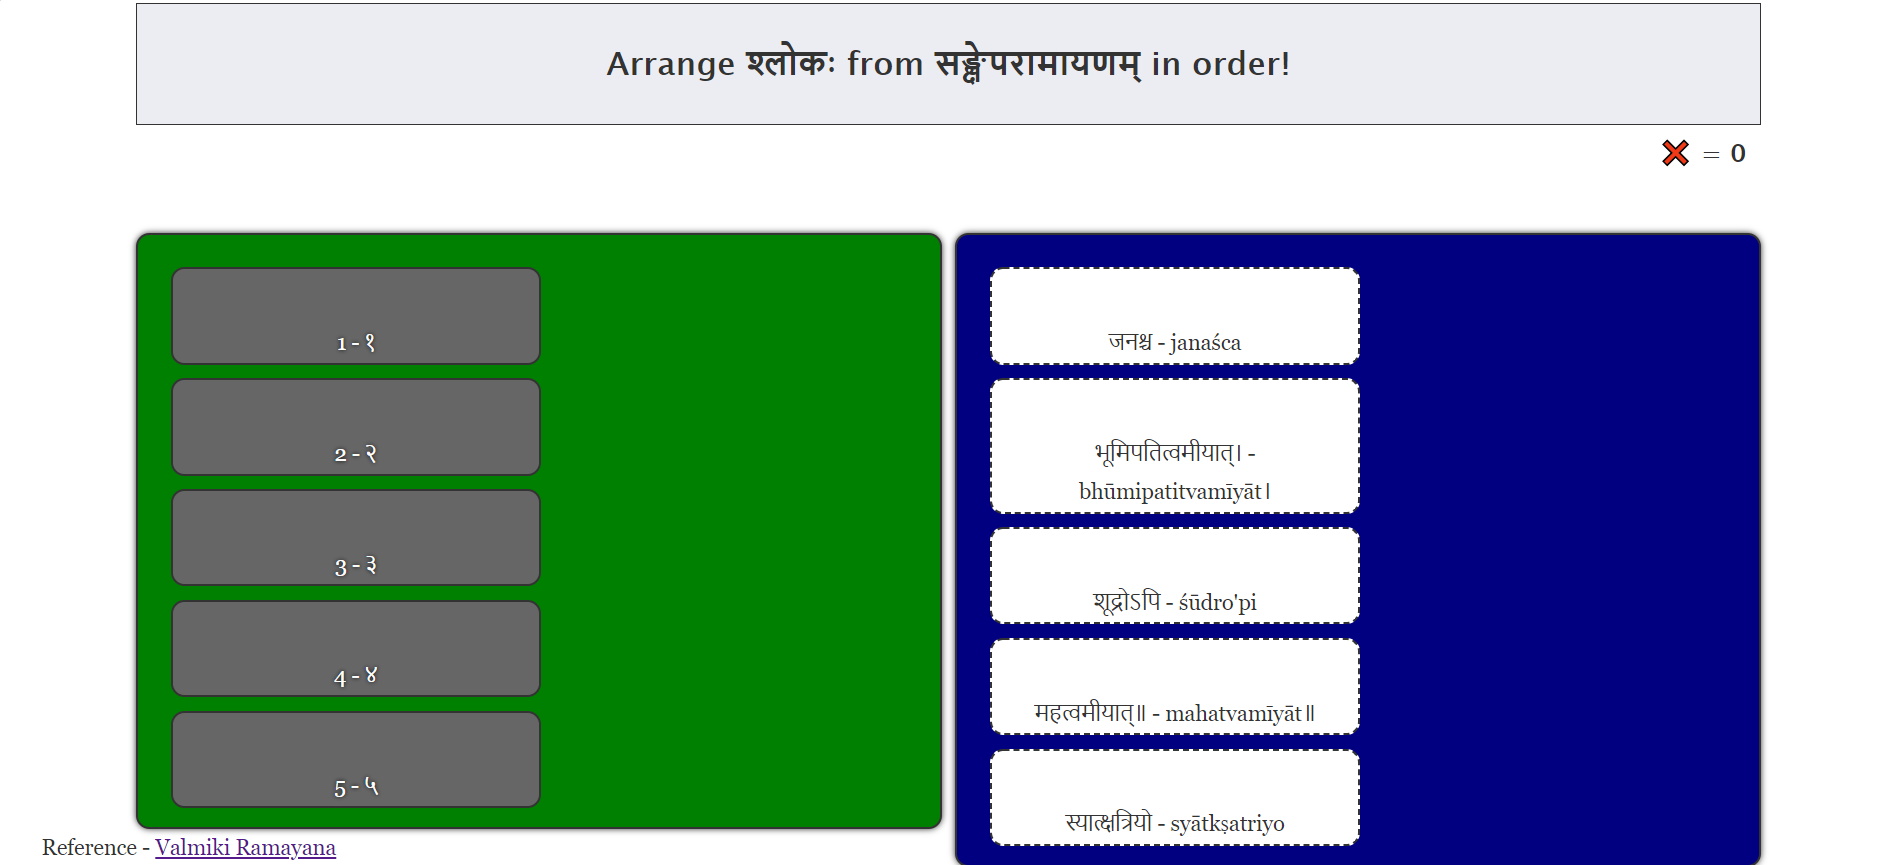 Arrange श्लोकः from सङ्क्षेपरामायणम् in order!
❌ = 0
1 - १
2 - २
3 - ३
4 - ४
5 - ५
जनश्च - janaśca
भूमिपतित्वमीयात्। -
bhūmipatitvamīyāt।
शूद्रोऽपि - śūdro'pi
महत्वमीयात्॥ - mahatvamīyāt॥
स्यात्क्षत्रियो - syātkṣatriyo
Reference - Valmiki Ramayana